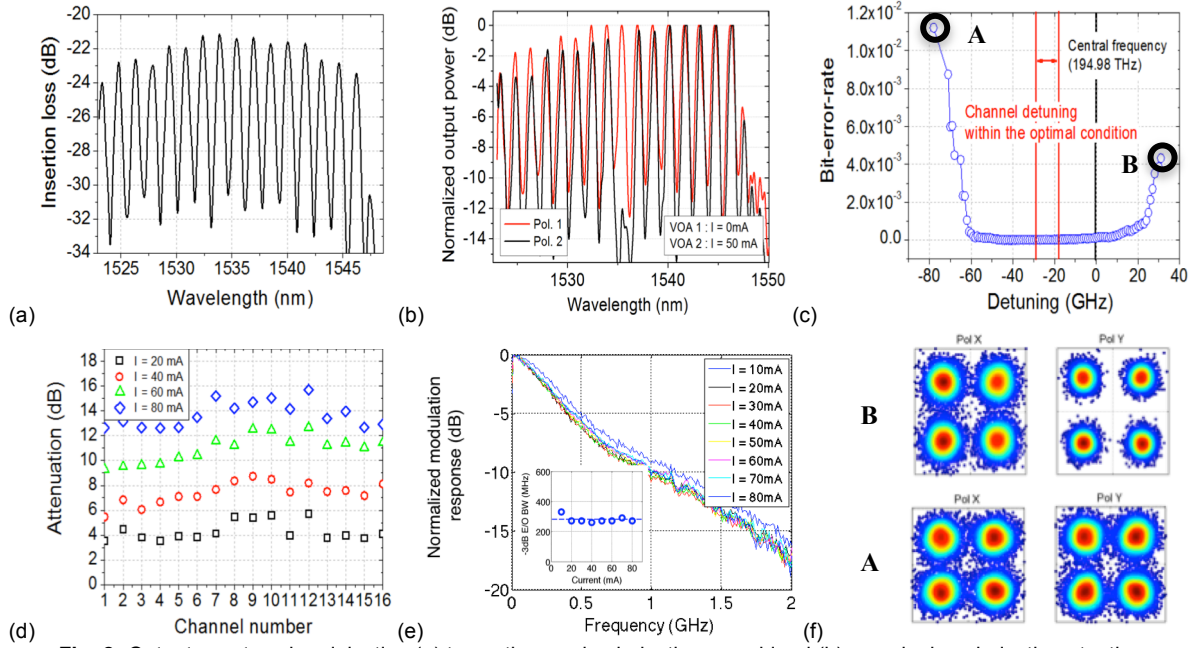 -20
-22
-24
-26
-28
-30
-32
-34
Insertion loss (dB)
1525 1530 1535 1540 1545
Wavelength (nm)
(a)
0
-2
-4
-6
-8
-10
-12
-14
Normalized output power (dB)
Pol. 1
Pol. 2
VOA 1 : I = 0mA
VOA 2 : I = 50 mA
1530 1540 1550
Wavelength (nm)
(b)
1.2x10-2
1.0x10-2
8.0x10-3
6.0x10-3
4.0x10-3
2.0x10-3
0.0
Bit-error-rate
A
Central frequency
(194.98 THz)
Channel detuning
within the optimal condition
B
-80 -60 -40 -20 0 20 40
Detuning (GHz)
(c)
18
16
14
12
10
8
6
4
2
0
Attenuation (dB)
I = 20 mA
I = 40 mA
I = 60 mA
I = 80 mA
1 2 3 4 5 6 7 8 9 10 11 12 13 14 15 16
Channel number
(d)
0
-5
-10
-15
-20
Normalized modulation
response (dB)
I = 10mA
I = 20mA
I = 30mA
I = 40mA
I = 50mA
I = 60mA
I = 70mA
I = 80mA
600
400
200
0
-3dB E/O BW (MHz)
0 20 40 60 80
Current (mA)
0 0.5 1 1.5 2
Frequency (GHz)
(e)
Pol X Pol Y
B
Pol X Pol Y
A
(f)